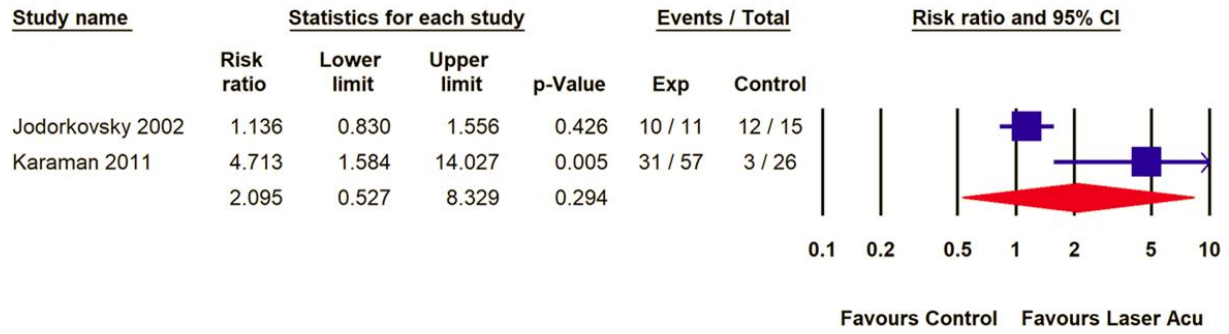 Study name Statistics for each study Events / Total Risk ratio and 95% CI
Risk ratio Lower limit Upper limit p-Value Exp Control
Jodorkovsky 2002 1.136 0.830 1.556 0.426 10 / 11 12 / 15
Karaman 2011 4.713 1.584 14.027 0.005 31 / 57 3 / 26
2.095 0.527 8.329 0.294
0.1 0.2 0.5 1 2 5 10
Favours Control Favours Laser Acu